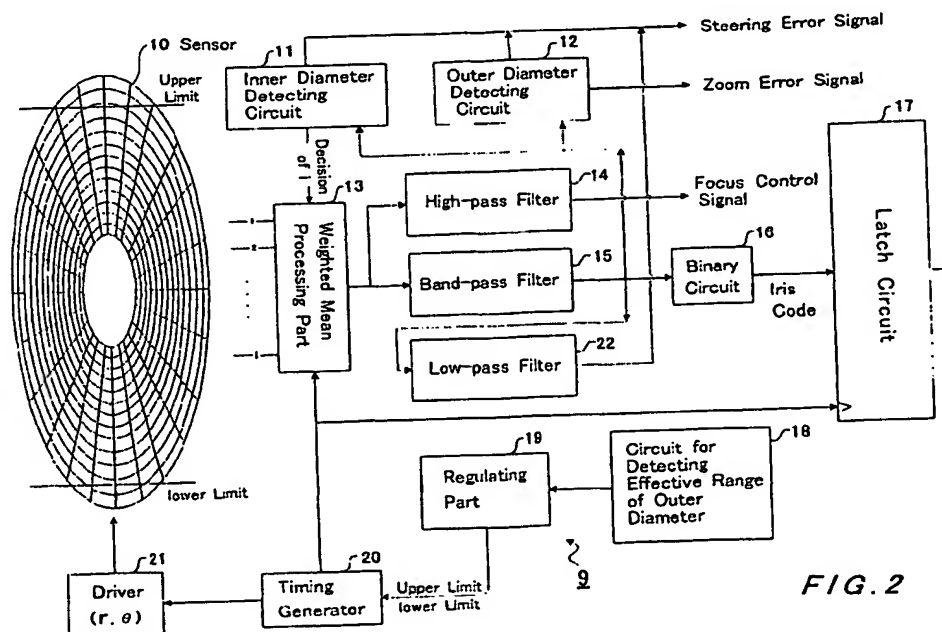 Steering Error Signal
10 Sensor
11
12
Inner Diameter
Detecting
Circuit
Outer Diameter
Detecting
Circuit
Zoom Error Signal
Upper
Limit
17
Decision
of i
13
14
High-pass Filter
Focus Control
Signal
Weighted Mean
Processing Part
15
16
Band-pass Filter
Binary
Circuit
Iris
Code
Latch Circuit
22
Low-pass Filter
19
18
Regulating
Part
Circuit for
Detecting
Effective Range
of Outer
Diameter
lower Limit
21
20
9
Driver
(r, θ)
Timing
Generator
Upper Limit
lower Limit
FIG.2